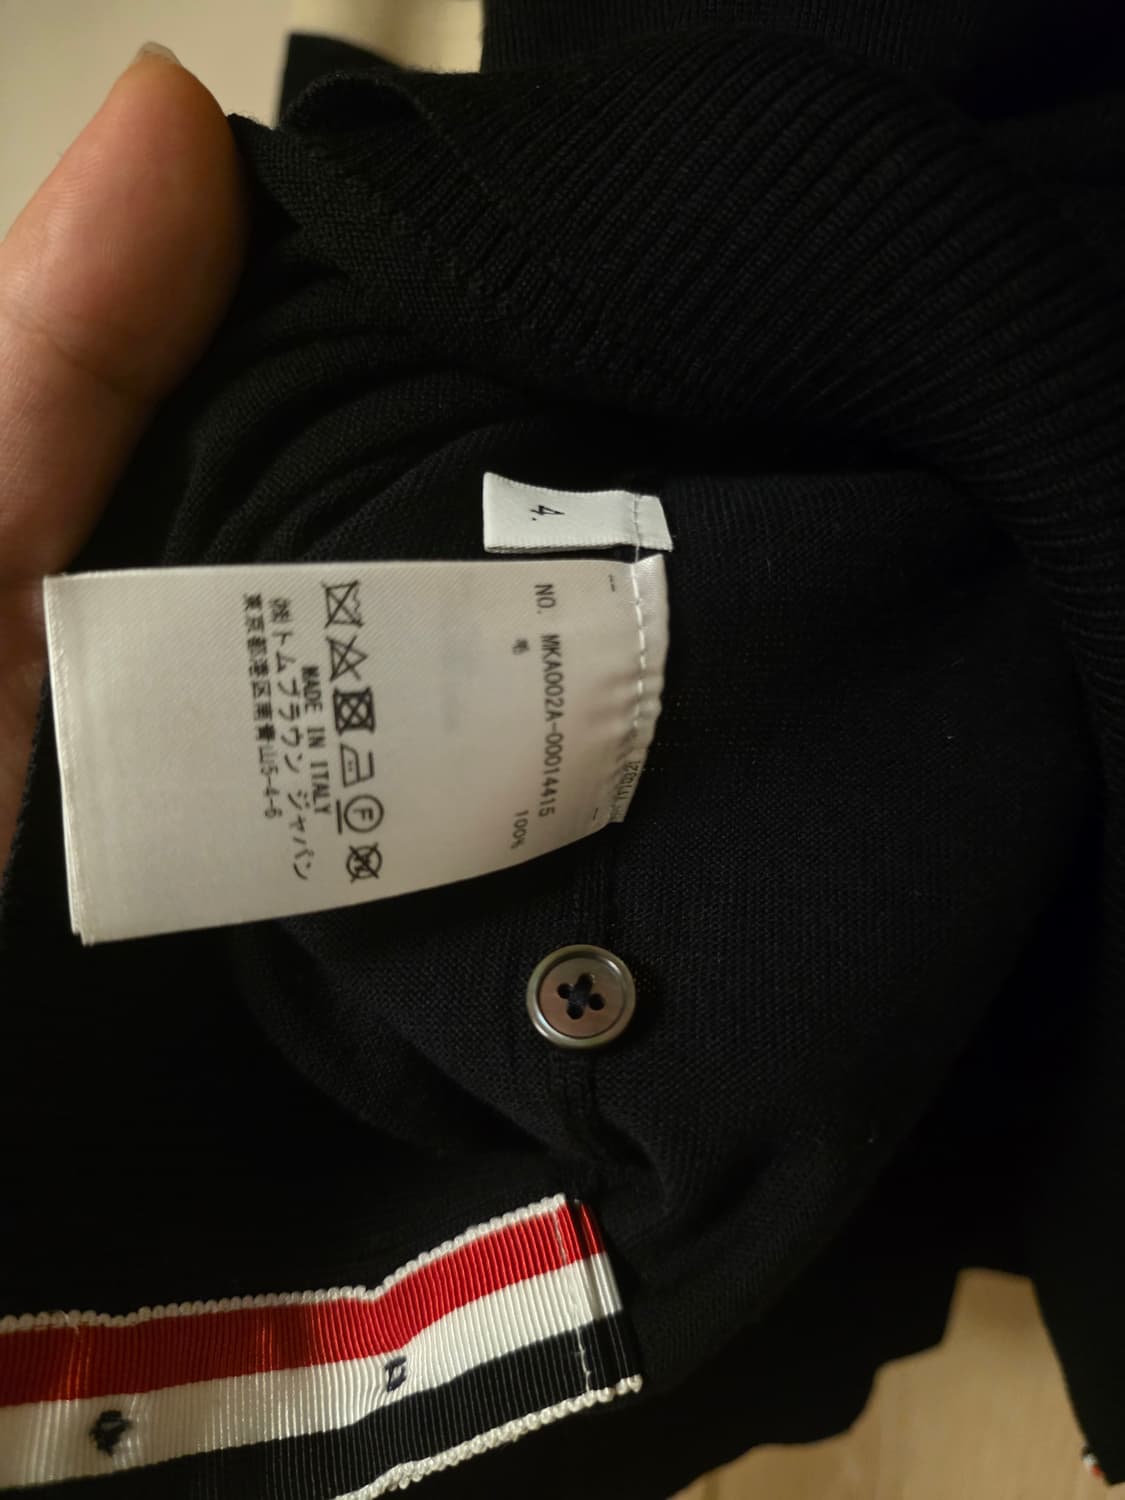 4.
NO. MKA002A-00014415
毛 100%
MADE IN ITALY
㈱トムブラウン ジャパン
東京都港区南青山5-4-6